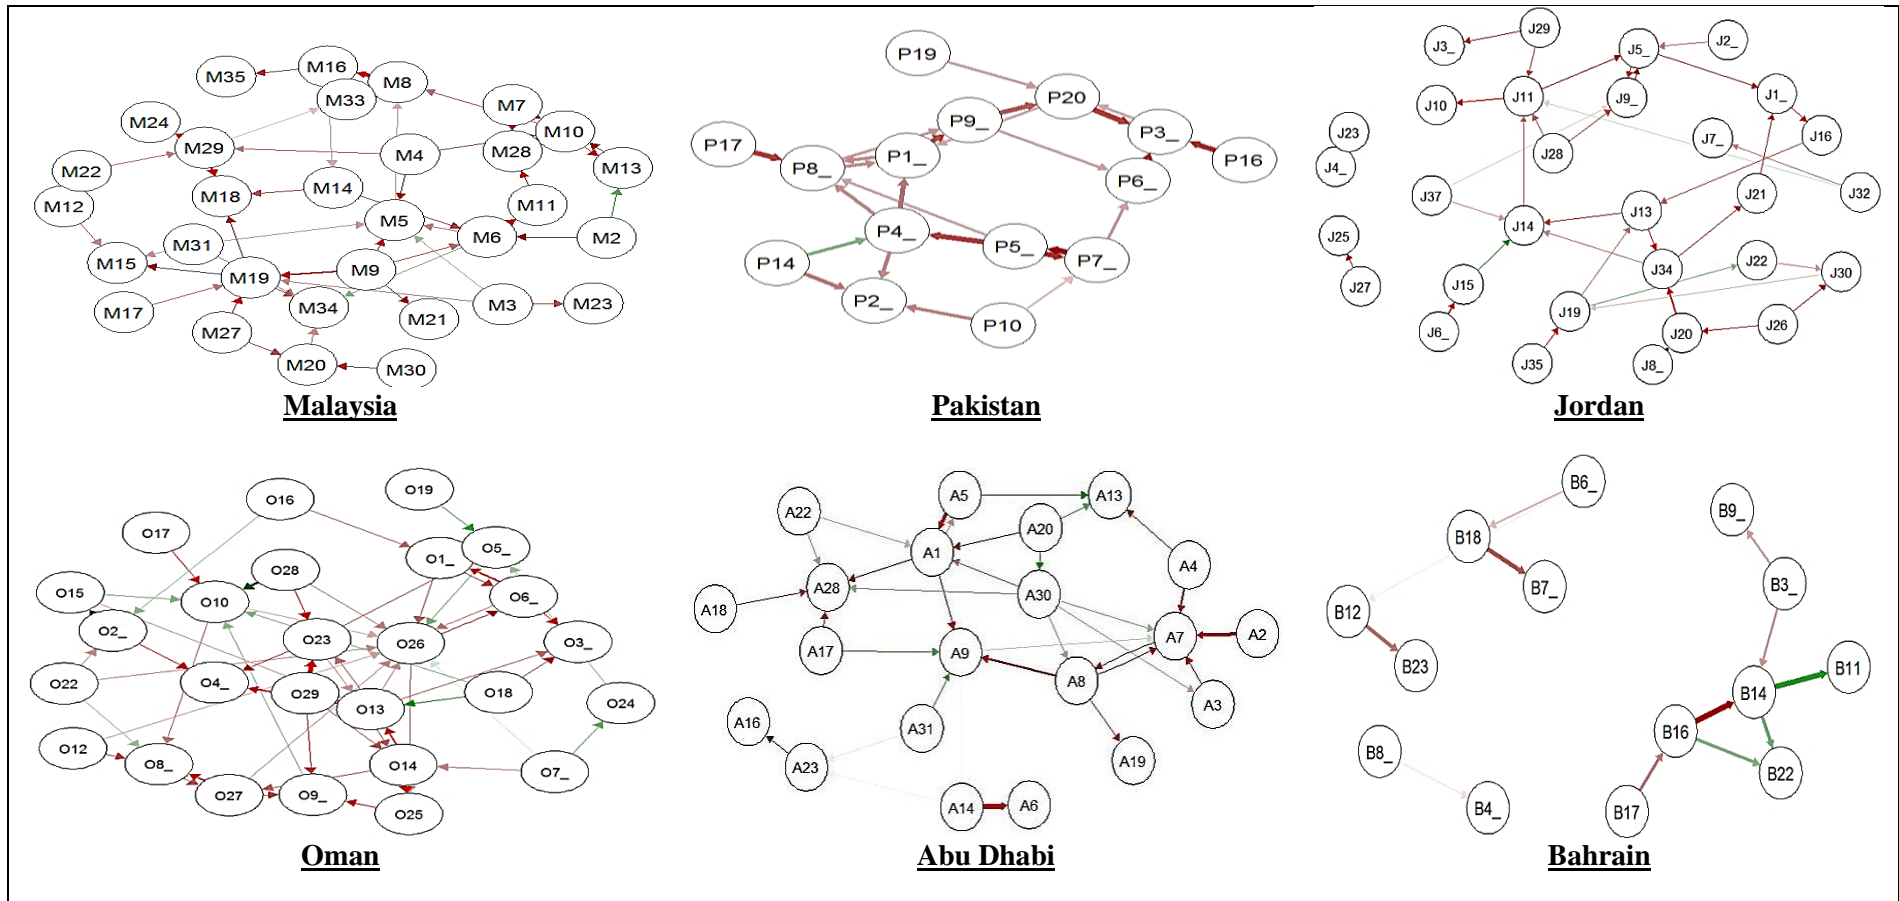 M35
M16
M8
M33
M7
M24
M10
M29
M4
M28
M13
M22
M18
M14
M12
M11
M5
M6
M2
M31
M15
M19
M9
M17
M34
M3
M23
M27
M21
M20
M30
Malaysia
P19
P20
P9_
P3_
P17
P8_
P1_
P16
P6_
P4_
P5_
P14
P7_
P2_
P10
Pakistan
J29
J3_
J5_
J2_
J10
J11
J9_
J1_
J23
J7_
J16
J4_
J28
J37
J21
J32
J14
J13
J25
J34
J22
J30
J27
J15
J19
J6_
J20
J26
J35
J8_
Jordan
O19
O16
O17
O5_
O1_
O28
O15
O10
O6_
O2_
O23
O26
O3_
O22
O4_
O29
O18
O13
O24
O12
O8_
O14
O7_
O27
O9_
O25
Oman
A5
A13
A22
A20
A1
A4
A28
A30
A18
A17
A9
A7
A2
A8
A3
A16
A31
A23
A19
A14
A6
Abu Dhabi
B6_
B9_
B18
B7_
B3_
B12
B23
B11
B14
B16
B8_
B22
B4_
B17
Bahrain